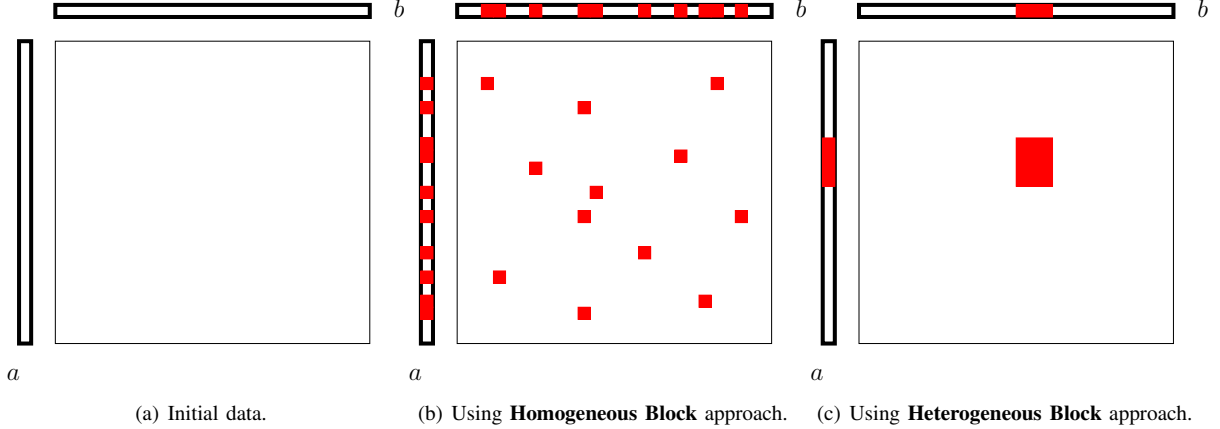 b
b
a
a
a
(a) Initial data.
(b) Using Homogeneous Block approach.
(c) Using Heterogeneous Block approach.